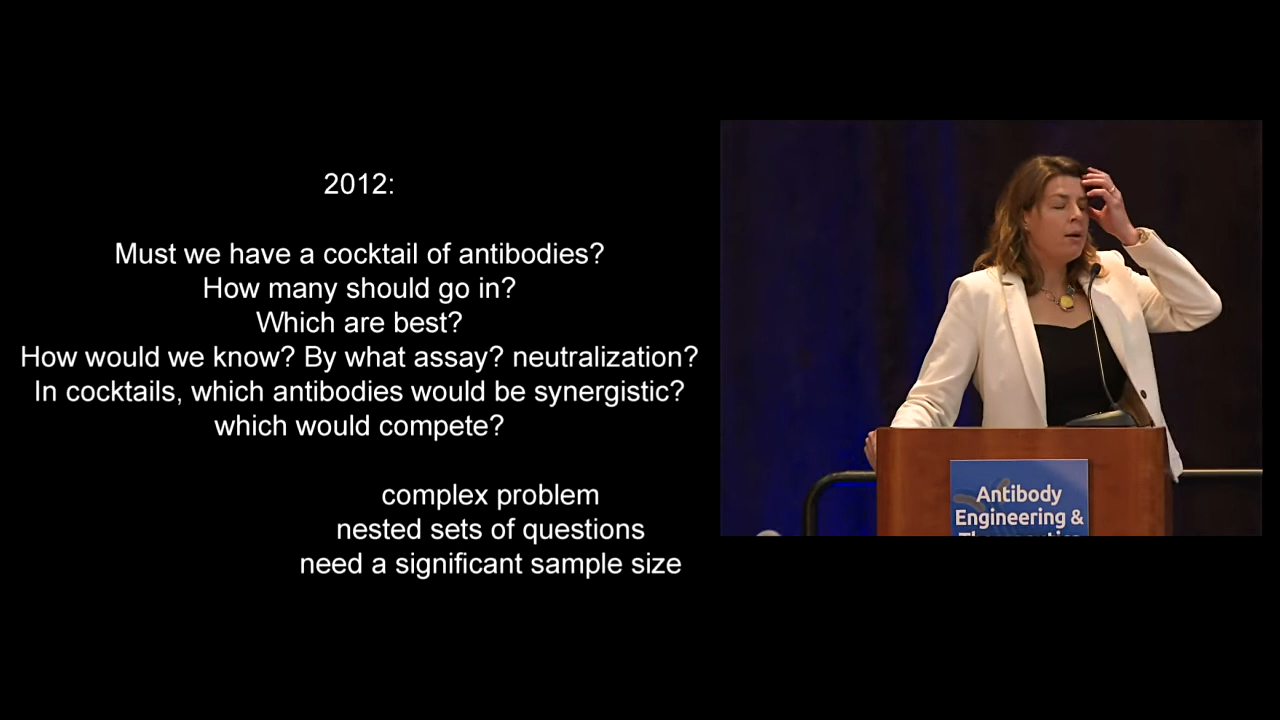 2012:
Must we have a cocktail of antibodies?
How many should go in?
Which are best?
How would we know? By what assay? neutralization?
In cocktails, which antibodies would be synergistic?
which would compete?
complex problem
nested sets of questions
need a significant sample size
Antibody
Engineering &